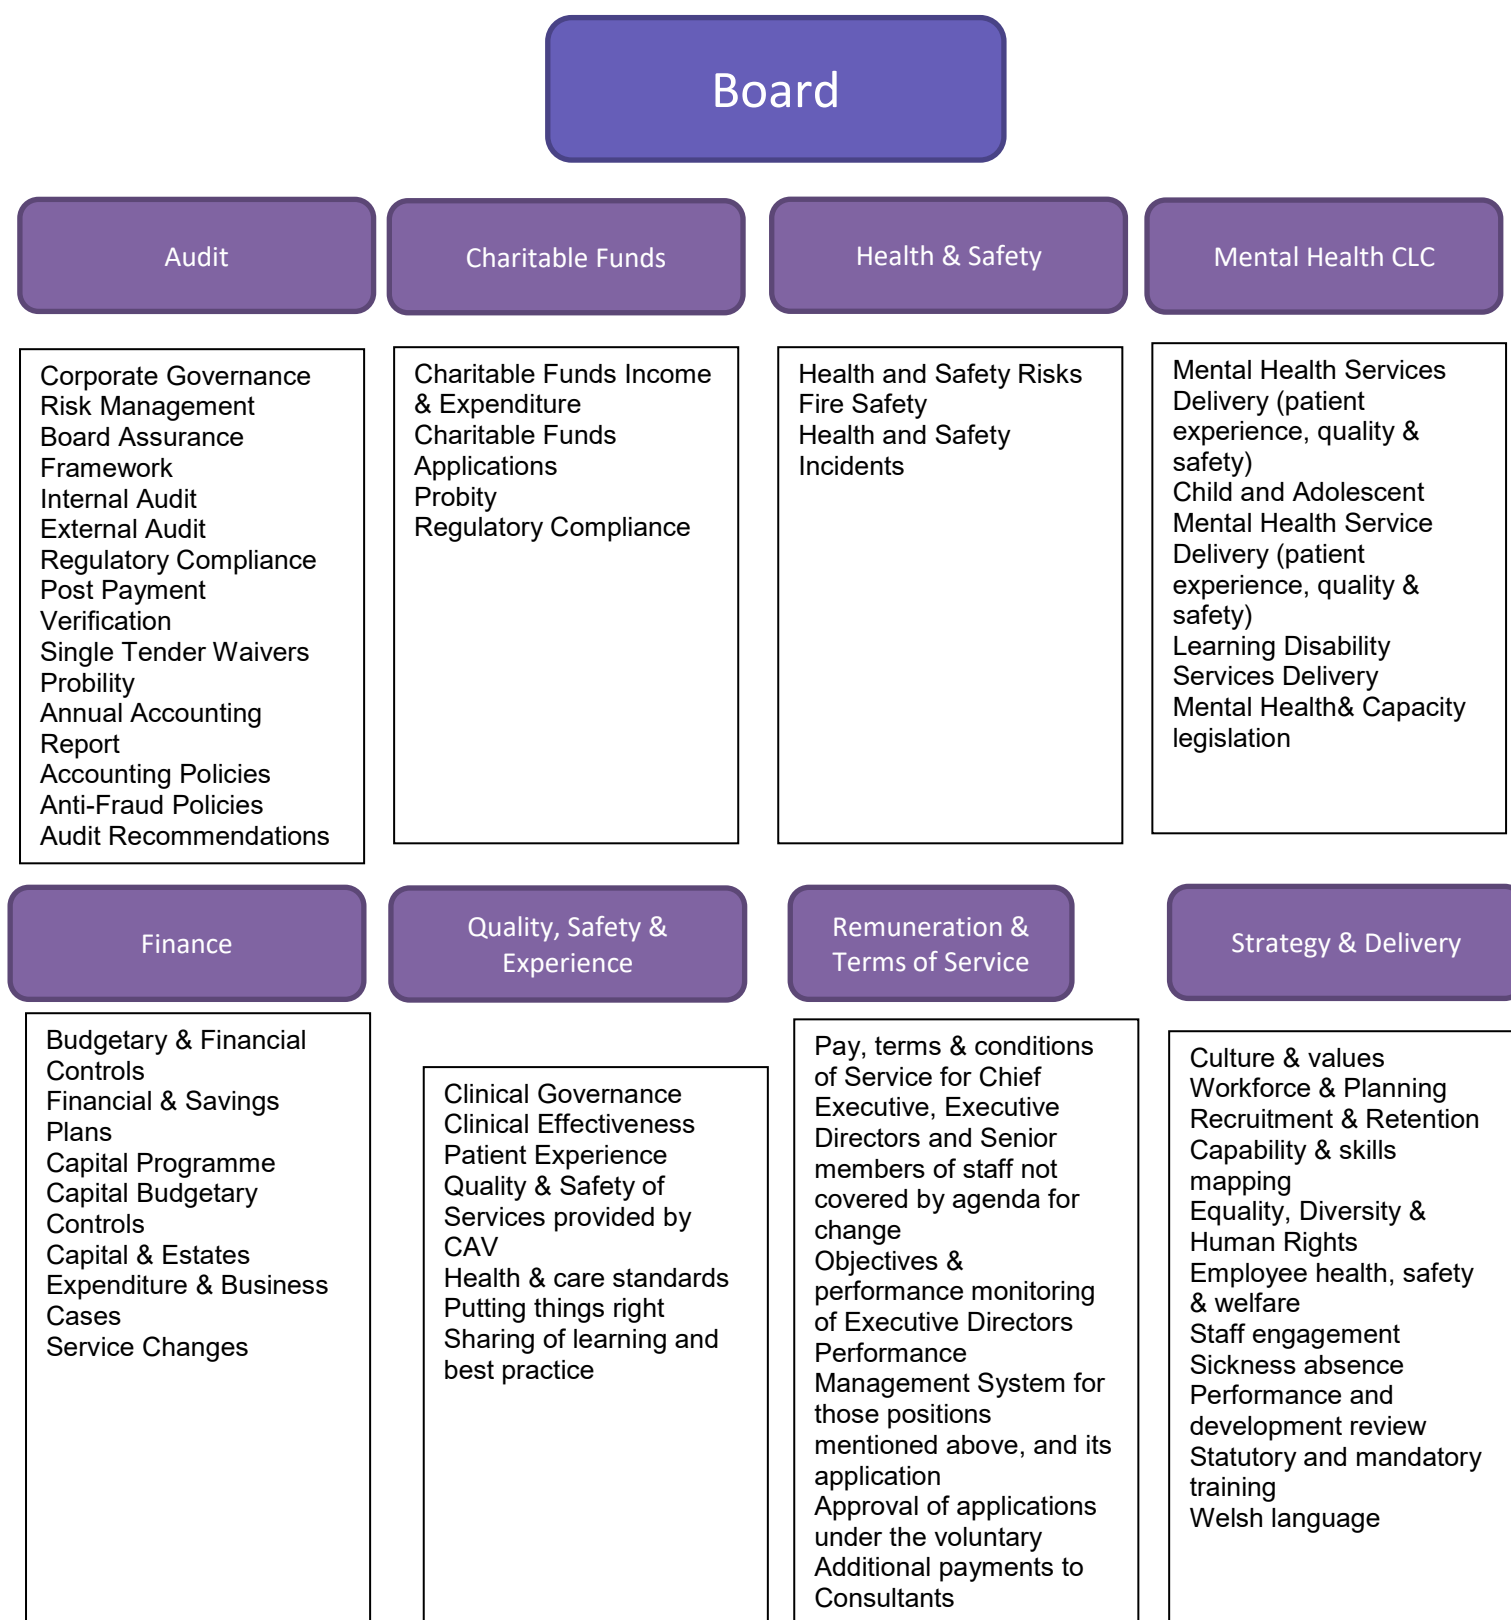 Board
Audit
Charitable Funds
Health & Safety
Mental Health CLC
Corporate Governance
Risk Management
Board Assurance
Framework
Internal Audit
External Audit
Regulatory Compliance
Post Payment
Verification
Single Tender Waivers
Probility
Annual Accounting
Report
Accounting Policies
Anti-Fraud Policies
Audit Recommendations
Charitable Funds Income
& Expenditure
Charitable Funds
Applications
Probity
Regulatory Compliance
Health and Safety Risks
Fire Safety
Health and Safety
Incidents
Mental Health Services
Delivery (patient
experience, quality &
safety)
Child and Adolescent
Mental Health Service
Delivery (patient
experience, quality &
safety)
Learning Disability
Services Delivery
Mental Health& Capacity
legislation
Finance
Quality, Safety &
Experience
Remuneration &
Terms of Service
Strategy & Delivery
Budgetary & Financial
Controls
Financial & Savings
Plans
Capital Programme
Capital Budgetary
Controls
Capital & Estates
Expenditure & Business
Cases
Service Changes
Clinical Governance
Clinical Effectiveness
Patient Experience
Quality & Safety of
Services provided by
CAV
Health & care standards
Putting things right
Sharing of learning and
best practice
Pay, terms & conditions
of Service for Chief
Executive, Executive
Directors and Senior
members of staff not
covered by agenda for
change
Objectives &
performance monitoring
of Executive Directors
Performance
Management System for
those positions
mentioned above, and its
application
Approval of applications
under the voluntary
Additional payments to
Consultants
Culture & values
Workforce & Planning
Recruitment & Retention
Capability & skills
mapping
Equality, Diversity &
Human Rights
Employee health, safety
& welfare
Staff engagement
Sickness absence
Performance and
development review
Statutory and mandatory
training
Welsh language